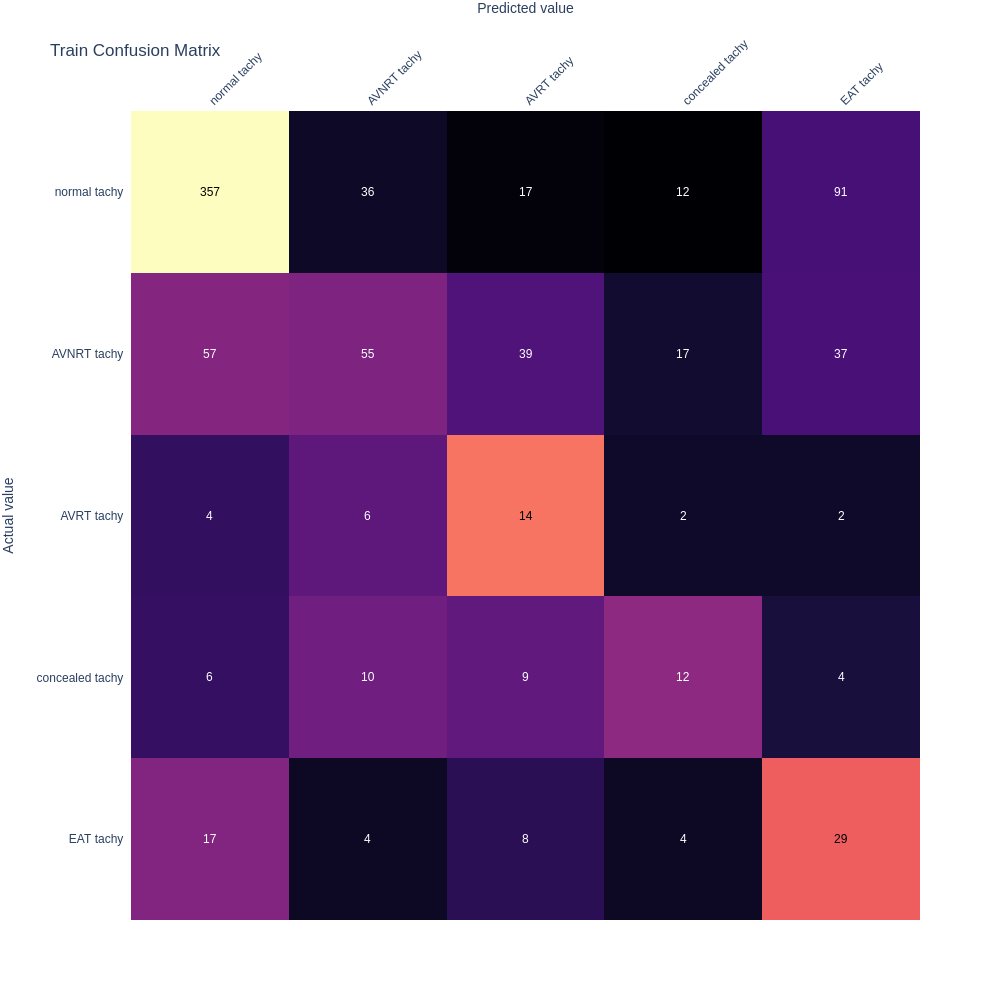 Predicted value
Train Confusion Matrix
normal tachy AVNRT tachy AVRT tachy concealed tachy EAT tachy
normal tachy 357 36 17 12 91
AVNRT tachy 57 55 39 17 37
Actual value
AVRT tachy 4 6 14 2 2
concealed tachy 6 10 9 12 4
EAT tachy 17 4 8 4 29